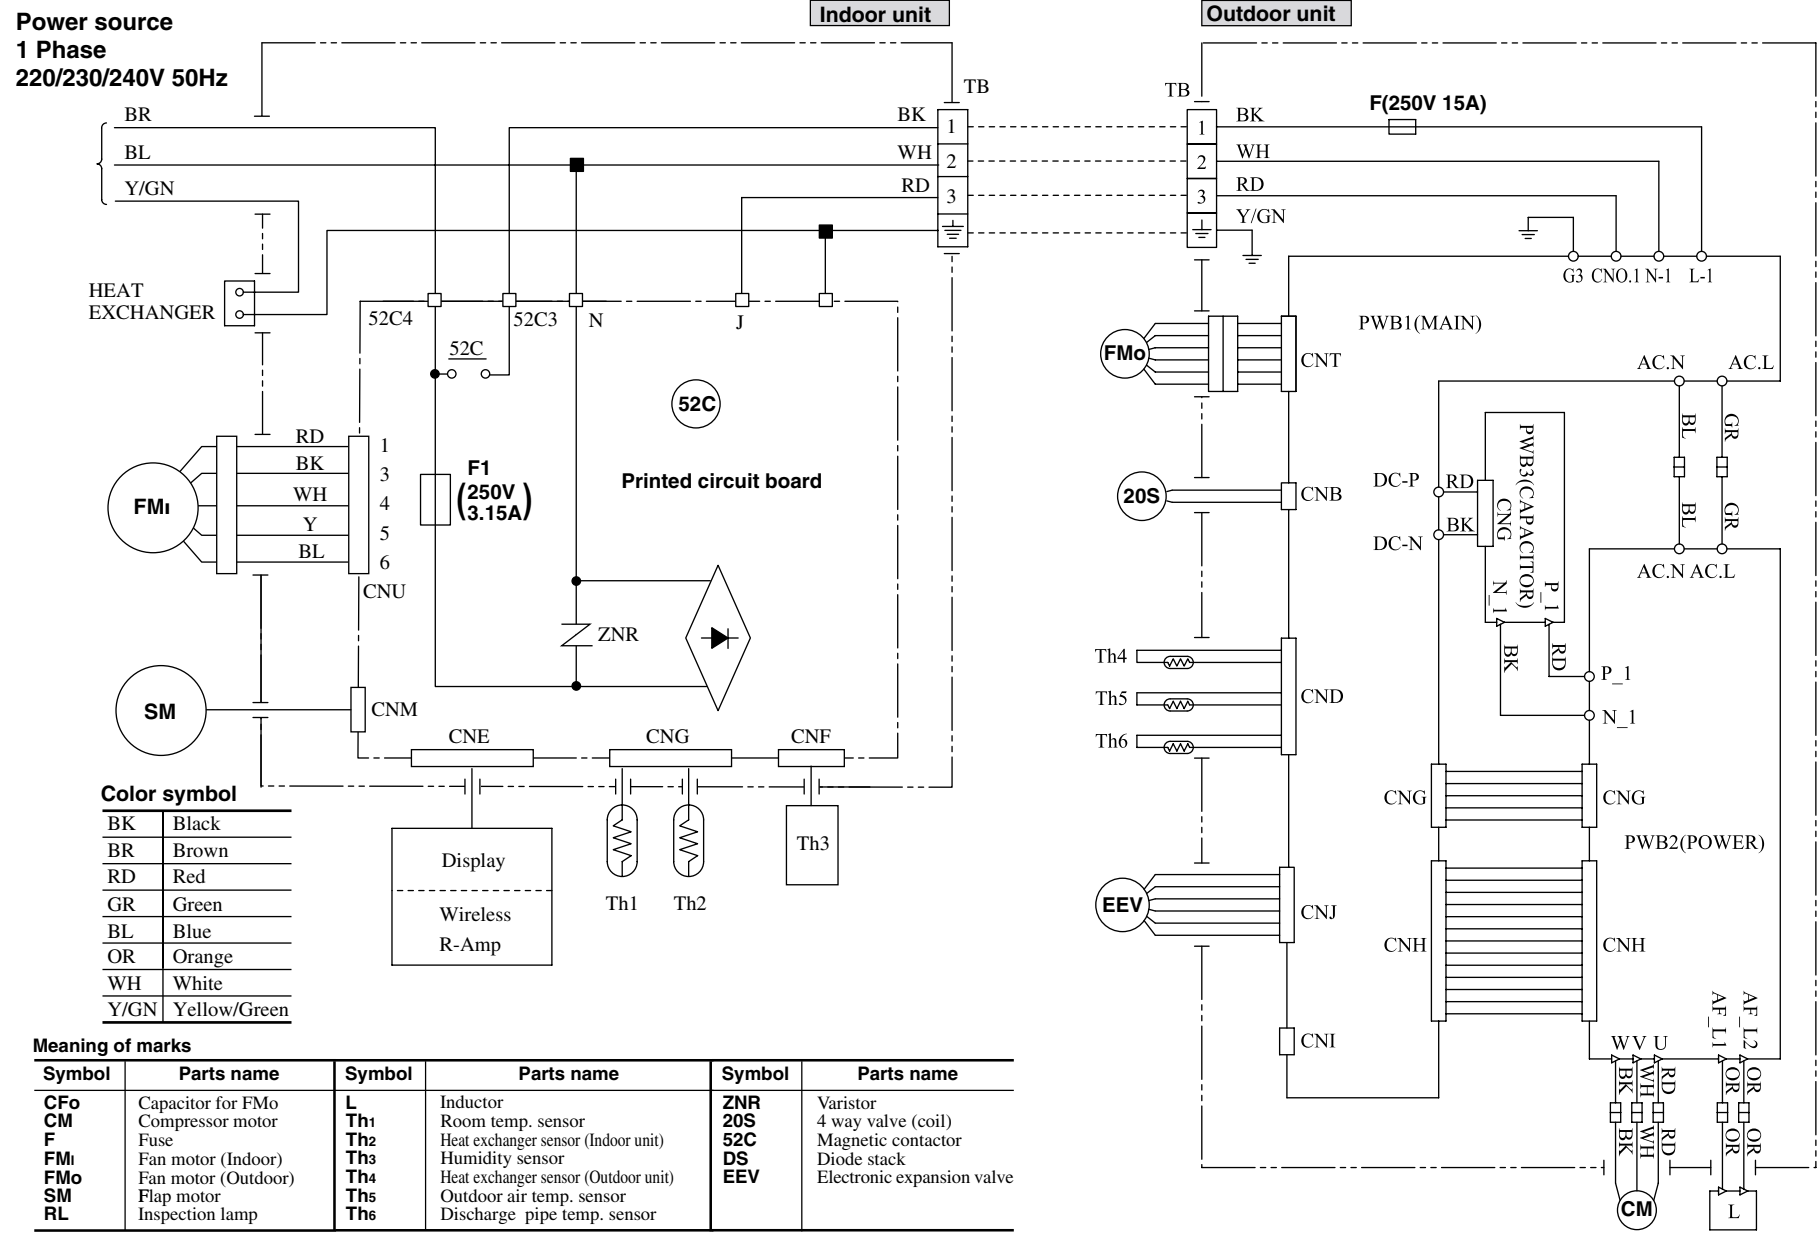 Power source
1 Phase
220/230/240V 50Hz
Indoor unit
Outdoor unit
TB
TB
BR
BL
Y/GN
BK
WH
RD
1
2
3
1
2
3
BK
WH
RD
Y/GN
F(250V 15A)
HEAT
EXCHANGER
52C4
52C3
N
J
52C
52C
F1
(250V
3.15A)
Printed circuit board
ZNR
FMI
RD
BK
WH
Y
BL
1
3
4
5
6
CNU
SM
CNM
CNE
CNG
CNF
Display
Wireless
R-Amp
Th1
Th2
Th3
G3
CNO.1
N-1
L-1
PWB1(MAIN)
FMo
CNT
AC.N
AC.L
BL
GR
BL
GR
AC.N AC.L
20S
CNB
DC-P
DC-N
RD
BK
CNG
PWB3(CAPACITOR)
N_1
P_1
BK
RD
P_1
N_1
Th4
Th5
Th6
CND
CNG
CNG
PWB2(POWER)
EEV
CNJ
CNH
CNH
CNI
W V U
AF_L1
AF_L2
BK
WH
RD
OR
OR
BK
WH
RD
OR
OR
CM
L
Color symbol
BK Black
BR Brown
RD Red
GR Green
BL Blue
OR Orange
WH White
Y/GN Yellow/Green
Meaning of marks
Symbol Parts name Symbol Parts name Symbol Parts name
CFo Capacitor for FMo L Inductor ZNR Varistor
CM Compressor motor Th1 Room temp. sensor 20S 4 way valve (coil)
F Fuse Th2 Heat exchanger sensor (Indoor unit) 52C Magnetic contactor
FMI Fan motor (Indoor) Th3 Humidity sensor DS Diode stack
FMo Fan motor (Outdoor) Th4 Heat exchanger sensor (Outdoor unit) EEV Electronic expansion valve
SM Flap motor Th5 Outdoor air temp. sensor
RL Inspection lamp Th6 Discharge pipe temp. sensor